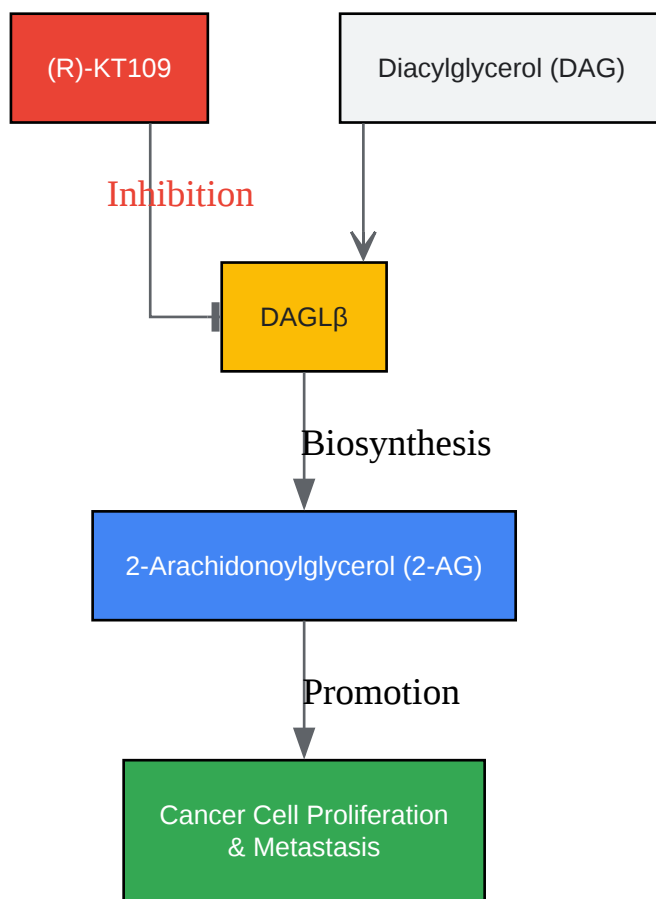 (R)-KT109
Diacylglycerol (DAG)
Inhibition
DAGLβ
Biosynthesis
2-Arachidonoylglycerol (2-AG)
Promotion
Cancer Cell Proliferation
& Metastasis